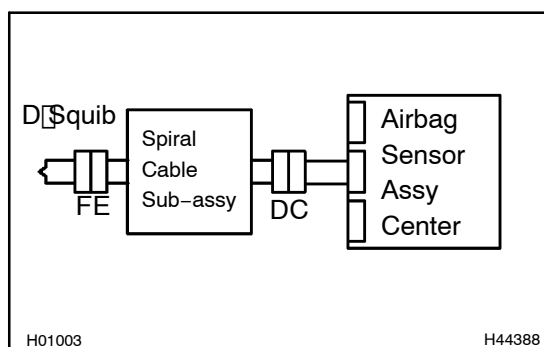 D Squib
Spiral
Cable
Sub−assy
FE
DC
Airbag
Sensor
Assy
Center
H01003
H44388